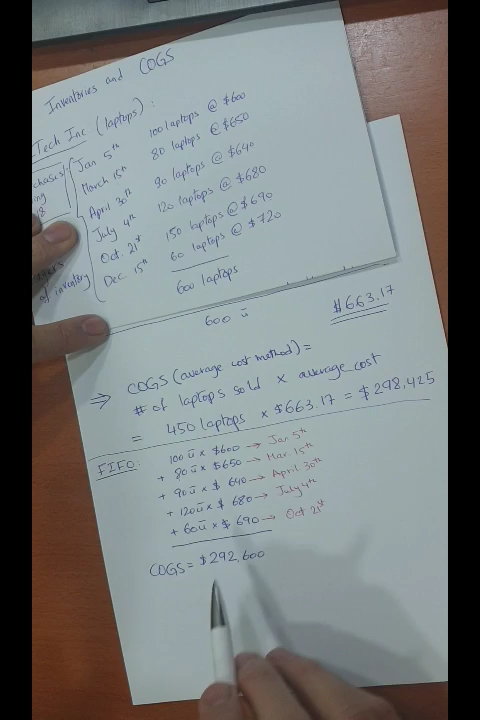 Inventories and COGS
Tech Inc (laptops):
Jan 5th 100 laptops @ $600
March 15th 80 laptops @ $650
April 30th 90 laptops @ $640
July 4th 120 laptops @ $680
Oct. 21st 150 laptops @ $690
Dec. 15th 60 laptops @ $720
of inventory
600 laptops
600 ū
$663.17
⇒ COGS (average cost method) =
# of laptops sold × average cost
= 450 laptops × $663.17 = $298,425
FIFO:
100 ū × $600 → Jan 5th
+ 80 ū × $650 → Mar. 15th
+ 90 ū × $ 640 → April 30th
+ 120 ū × $ 680 → July 4th
+ 60 ū × $ 690 → Oct 21st
COGS = $292,600